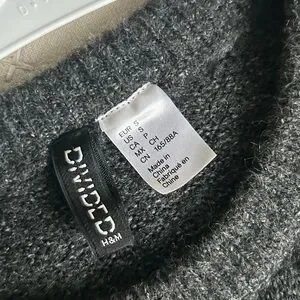 DIVIDED
H&M
EUR S
US S
CA P
MX CH
CN 165/88A
Made in
China
Fabriqué en
Chine